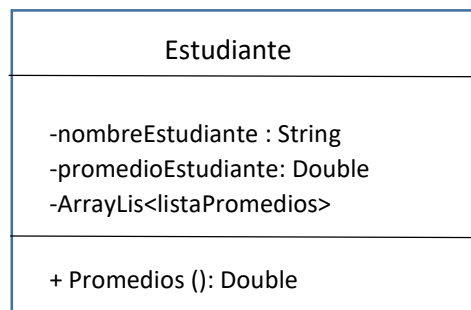 Estudiante
-nombreEstudiante : String
-promedioEstudiante: Double
-ArrayLis<listaPromedios>
+ Promedios (): Double